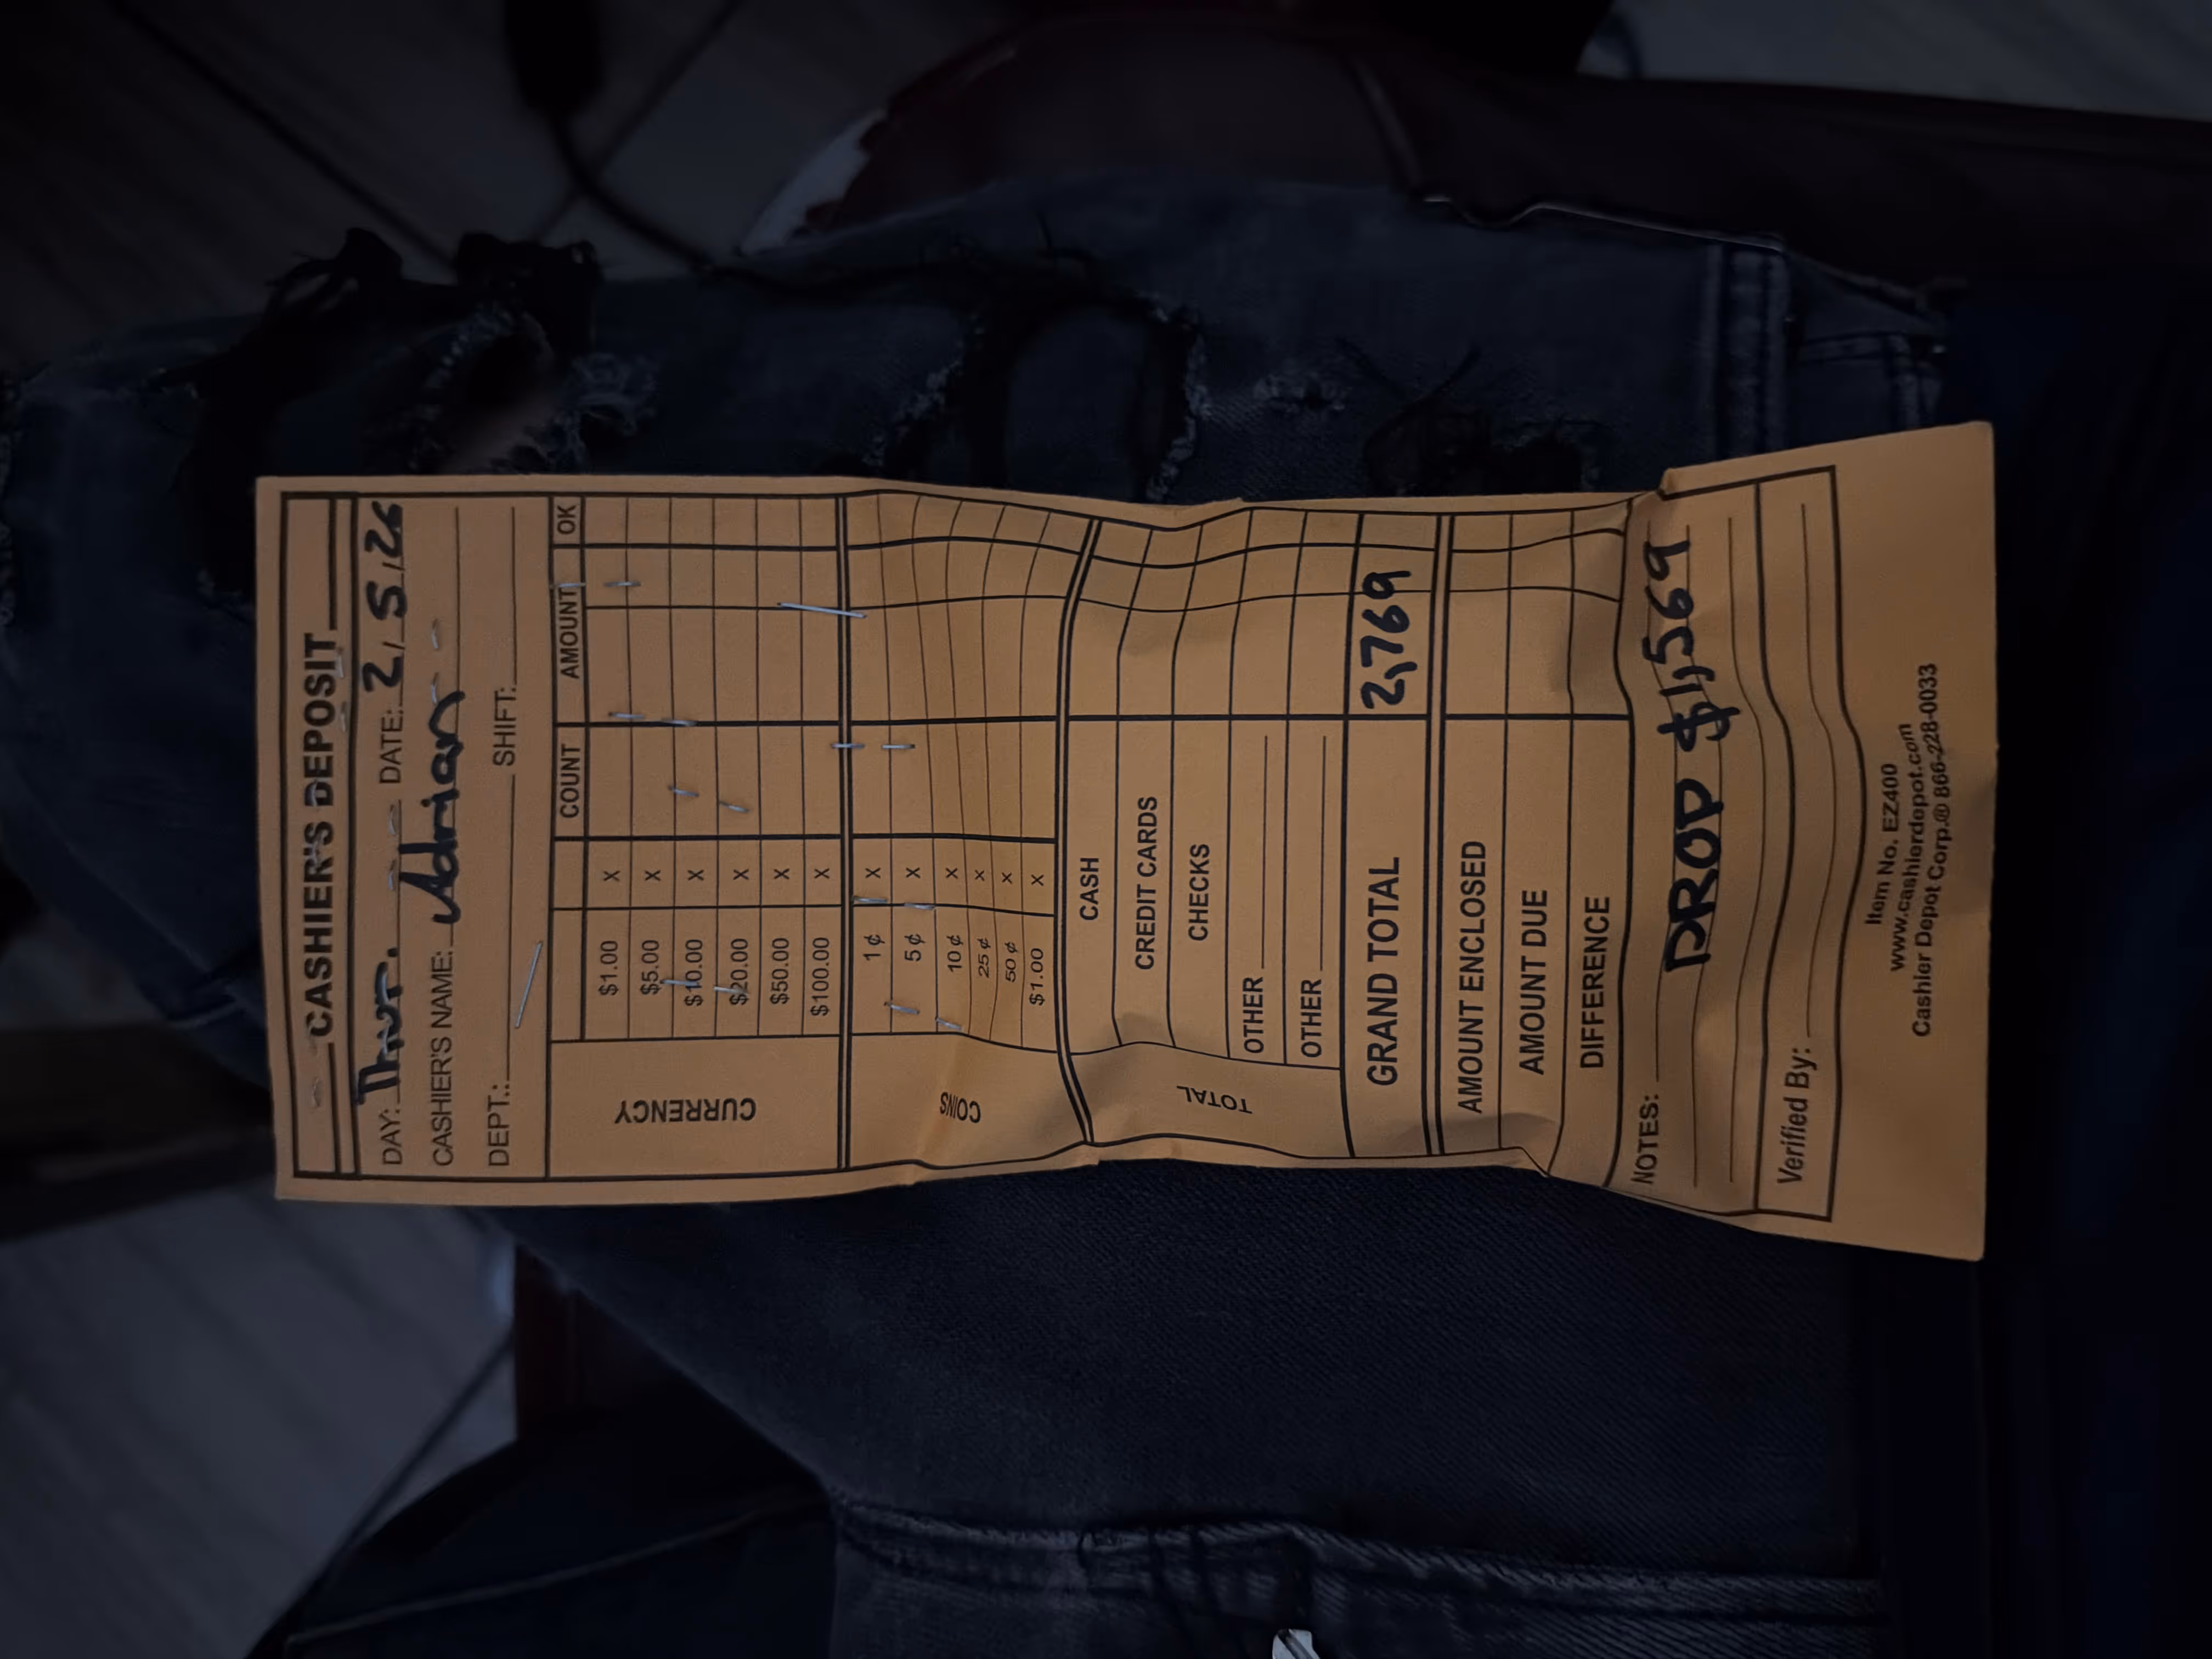 CASHIER'S DEPOSIT
DAY: Thur. DATE: 2/5/26
CASHIER'S NAME: Adrian
DEPT.: SHIFT:
COUNT AMOUNT OK
CURRENCY
$1.00 X
$5.00 X
$10.00 X
$20.00 X
$50.00 X
$100.00 X
COINS
1 ¢ X
5 ¢ X
10 ¢ X
25 ¢ X
50 ¢ X
$1.00 X
TOTAL
CASH
CREDIT CARDS
CHECKS
OTHER
OTHER
GRAND TOTAL 2,769
AMOUNT ENCLOSED
AMOUNT DUE
DIFFERENCE
NOTES: DROP $1,569
Verified By:
Item No. EZ400
www.cashierdepot.com
Cashier Depot Corp.® 866-228-0033